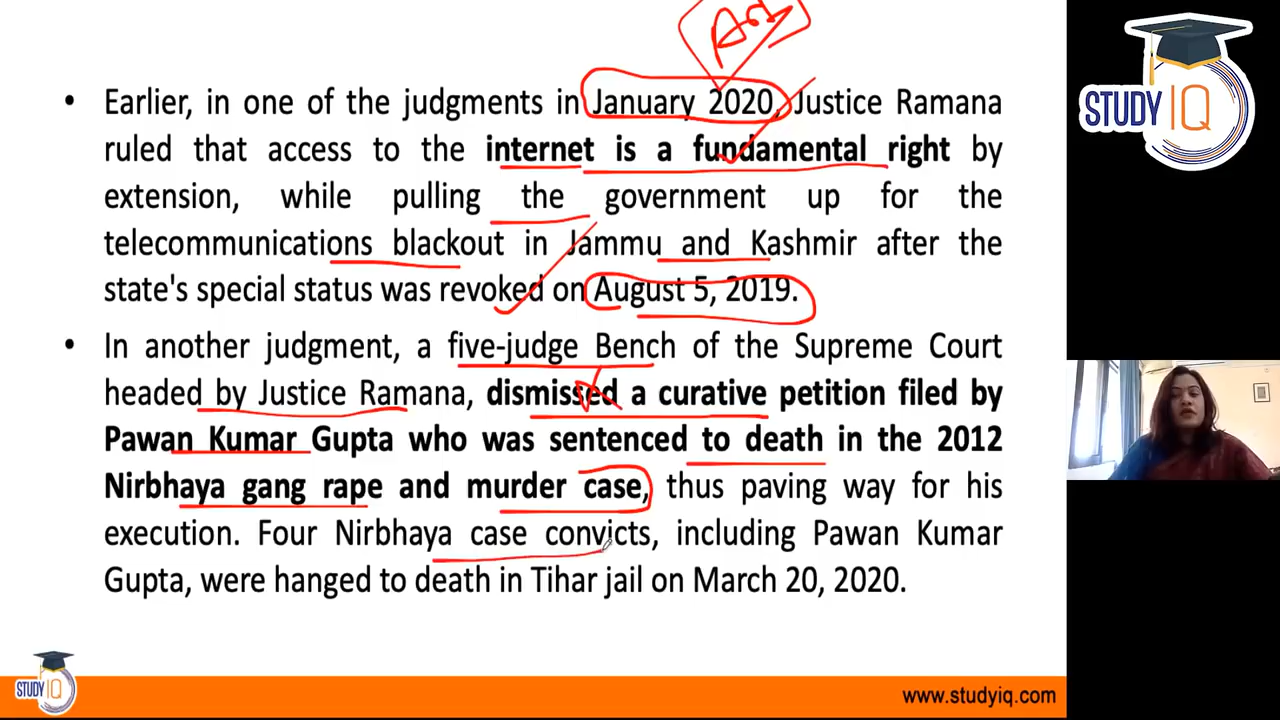 Earlier, in one of the judgments in January 2020, Justice Ramana
ruled that access to the internet is a fundamental right by
extension, while pulling the government up for the
telecommunications blackout in Jammu and Kashmir after the
state's special status was revoked on August 5, 2019.
In another judgment, a five-judge Bench of the Supreme Court
headed by Justice Ramana, dismissed a curative petition filed by
Pawan Kumar Gupta who was sentenced to death in the 2012
Nirbhaya gang rape and murder case, thus paving way for his
execution. Four Nirbhaya case convicts, including Pawan Kumar
Gupta, were hanged to death in Tihar jail on March 20, 2020.
STUDY IQ
STUDY IQ
www.studyiq.com